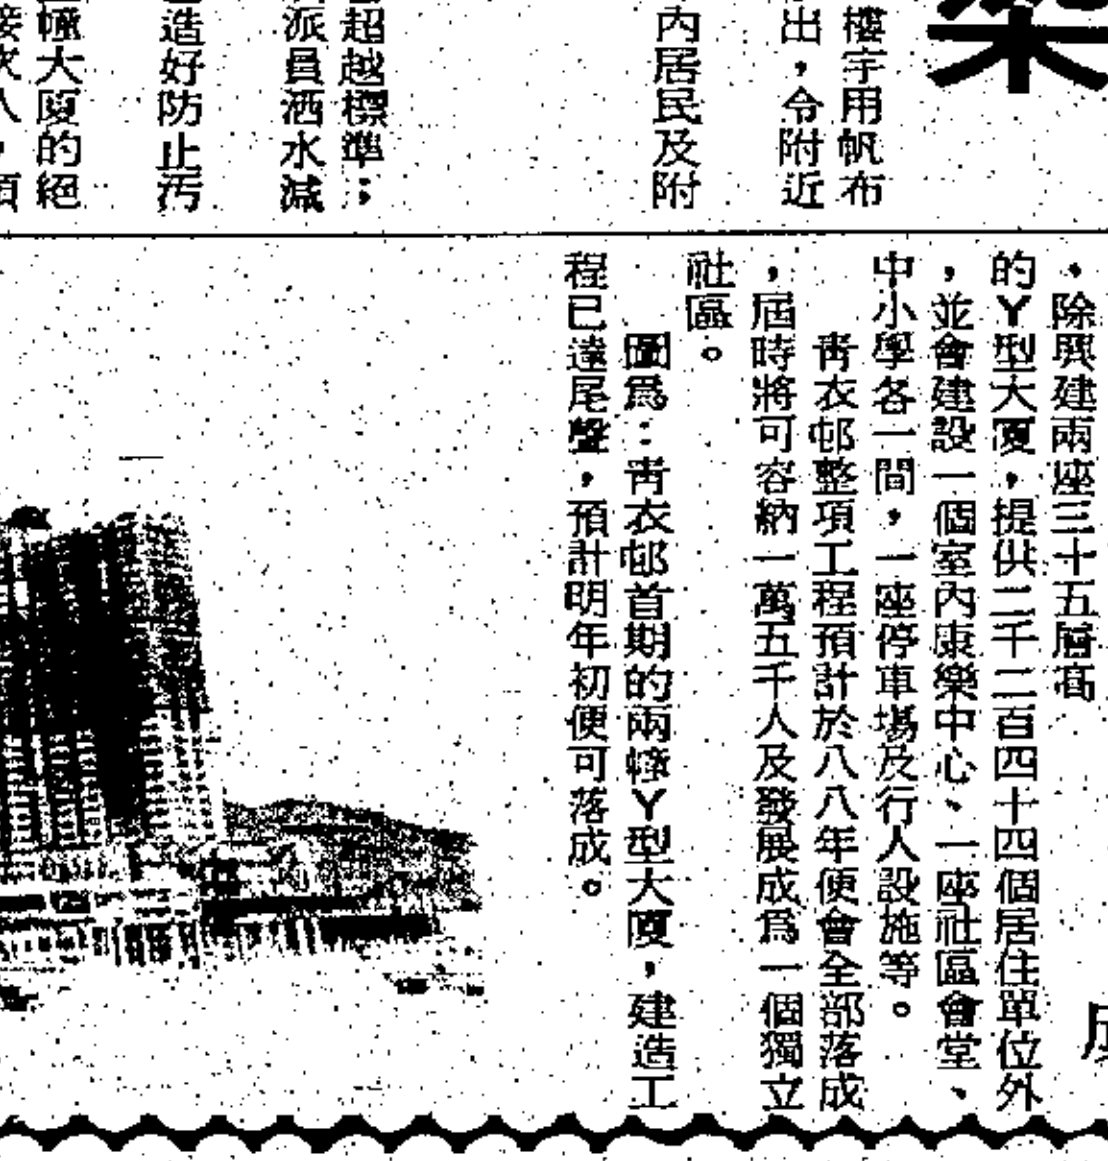 樓宇用帆布
出，令附近
內居民及附
超越標準；
派員洒水減
造好防止污
幢大廈的絕
，除興建兩座三十五層高
的Y型大廈，提供二千二百四十四個居住單位外
，並會建設一個室內康樂中心、一座社區會堂、
中小學各一間，一座停車場及行人設施等。
青衣邨整項工程預計於八八年便會全部落成
，屆時將可容納一萬五千人及發展成為一個獨立
社區。
圖爲：青衣邨首期的兩幢Y型大廈，建造工
程已達尾聲，預計明年初便可落成。